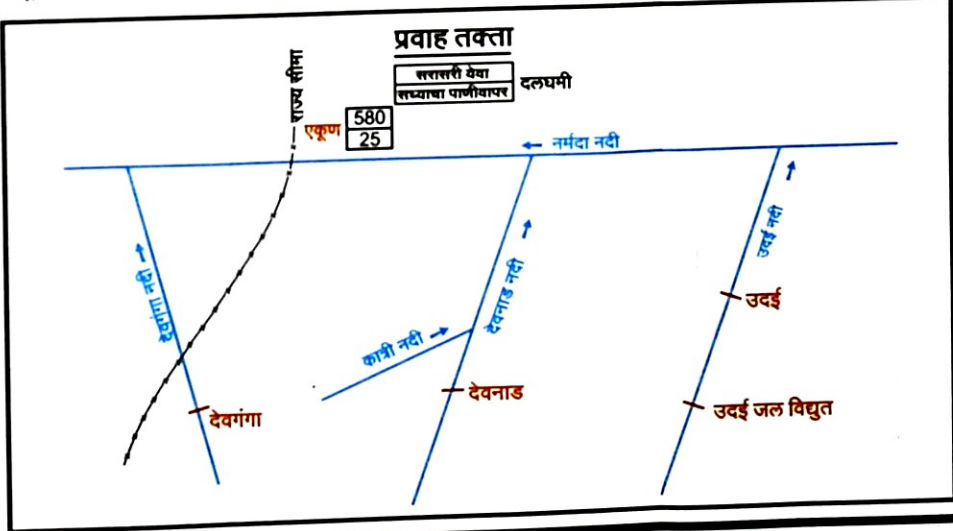 प्रवाह तक्ता
सरासरी येवा
सध्याचा पाणीवापर
दलघमी
राज्य सीमा
एकूण
580
25
← नर्मदा नदी
देवगंगा नदी →
कात्री नदी →
देवनाड नदी →
उदई नदी →
उदई
देवनाड
उदई जल विद्युत
देवगंगा